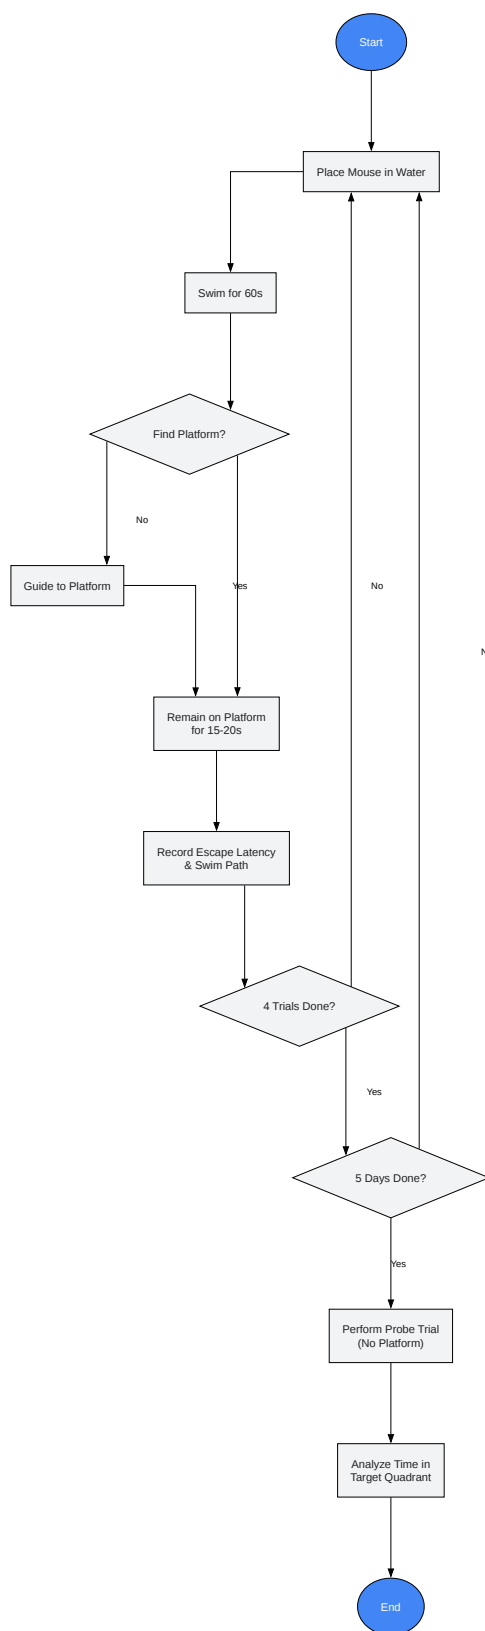 Start
Place Mouse in Water
Swim for 60s
Find Platform?
No
Guide to Platform
Yes
No
Remain on Platform
for 15-20s
Record Escape Latency
& Swim Path
4 Trials Done?
Yes
5 Days Done?
Yes
Perform Probe Trial
(No Platform)
Analyze Time in
Target Quadrant
End